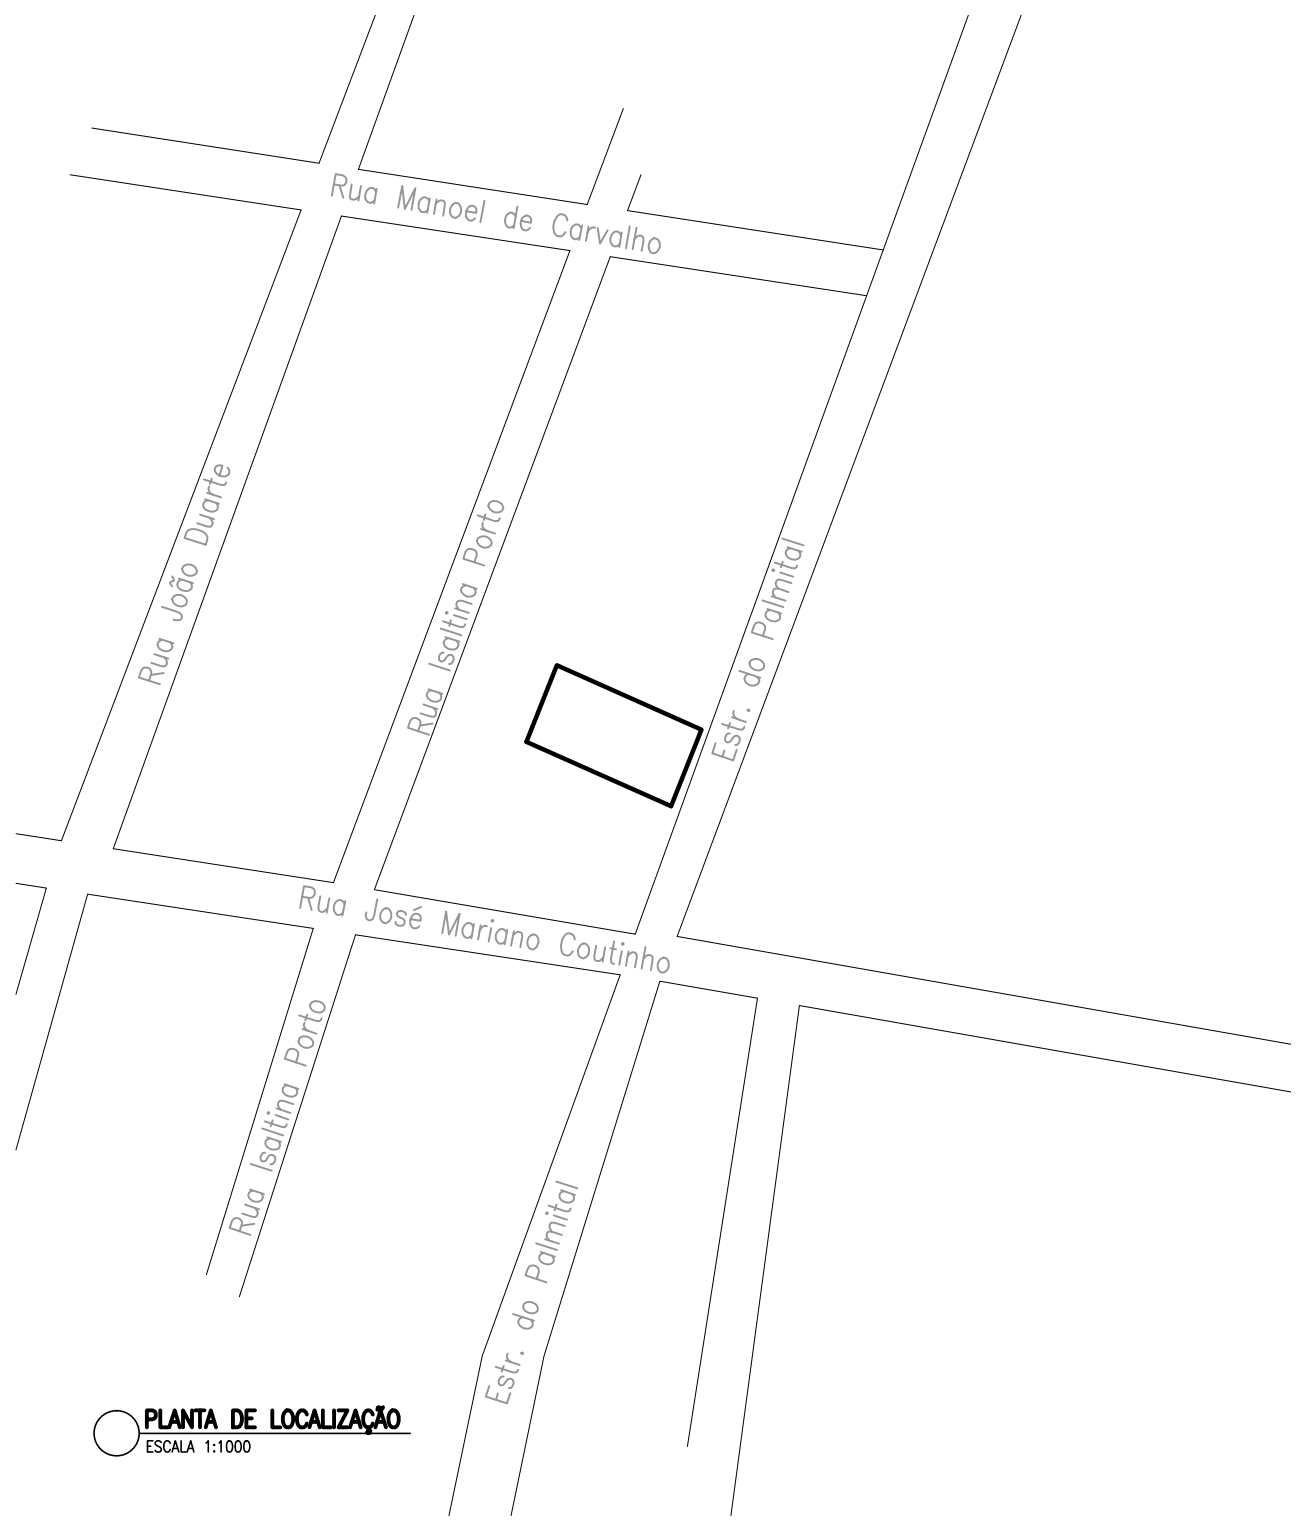 Rua Manoel de Carvalho
Rua João Duarte
Rua Isaltina Porto
Estr. do Palmital
Rua José Mariano Coutinho
Rua Isaltina Porto
Estr. do Palmital
PLANTA DE LOCALIZAÇÃO
ESCALA 1:1000